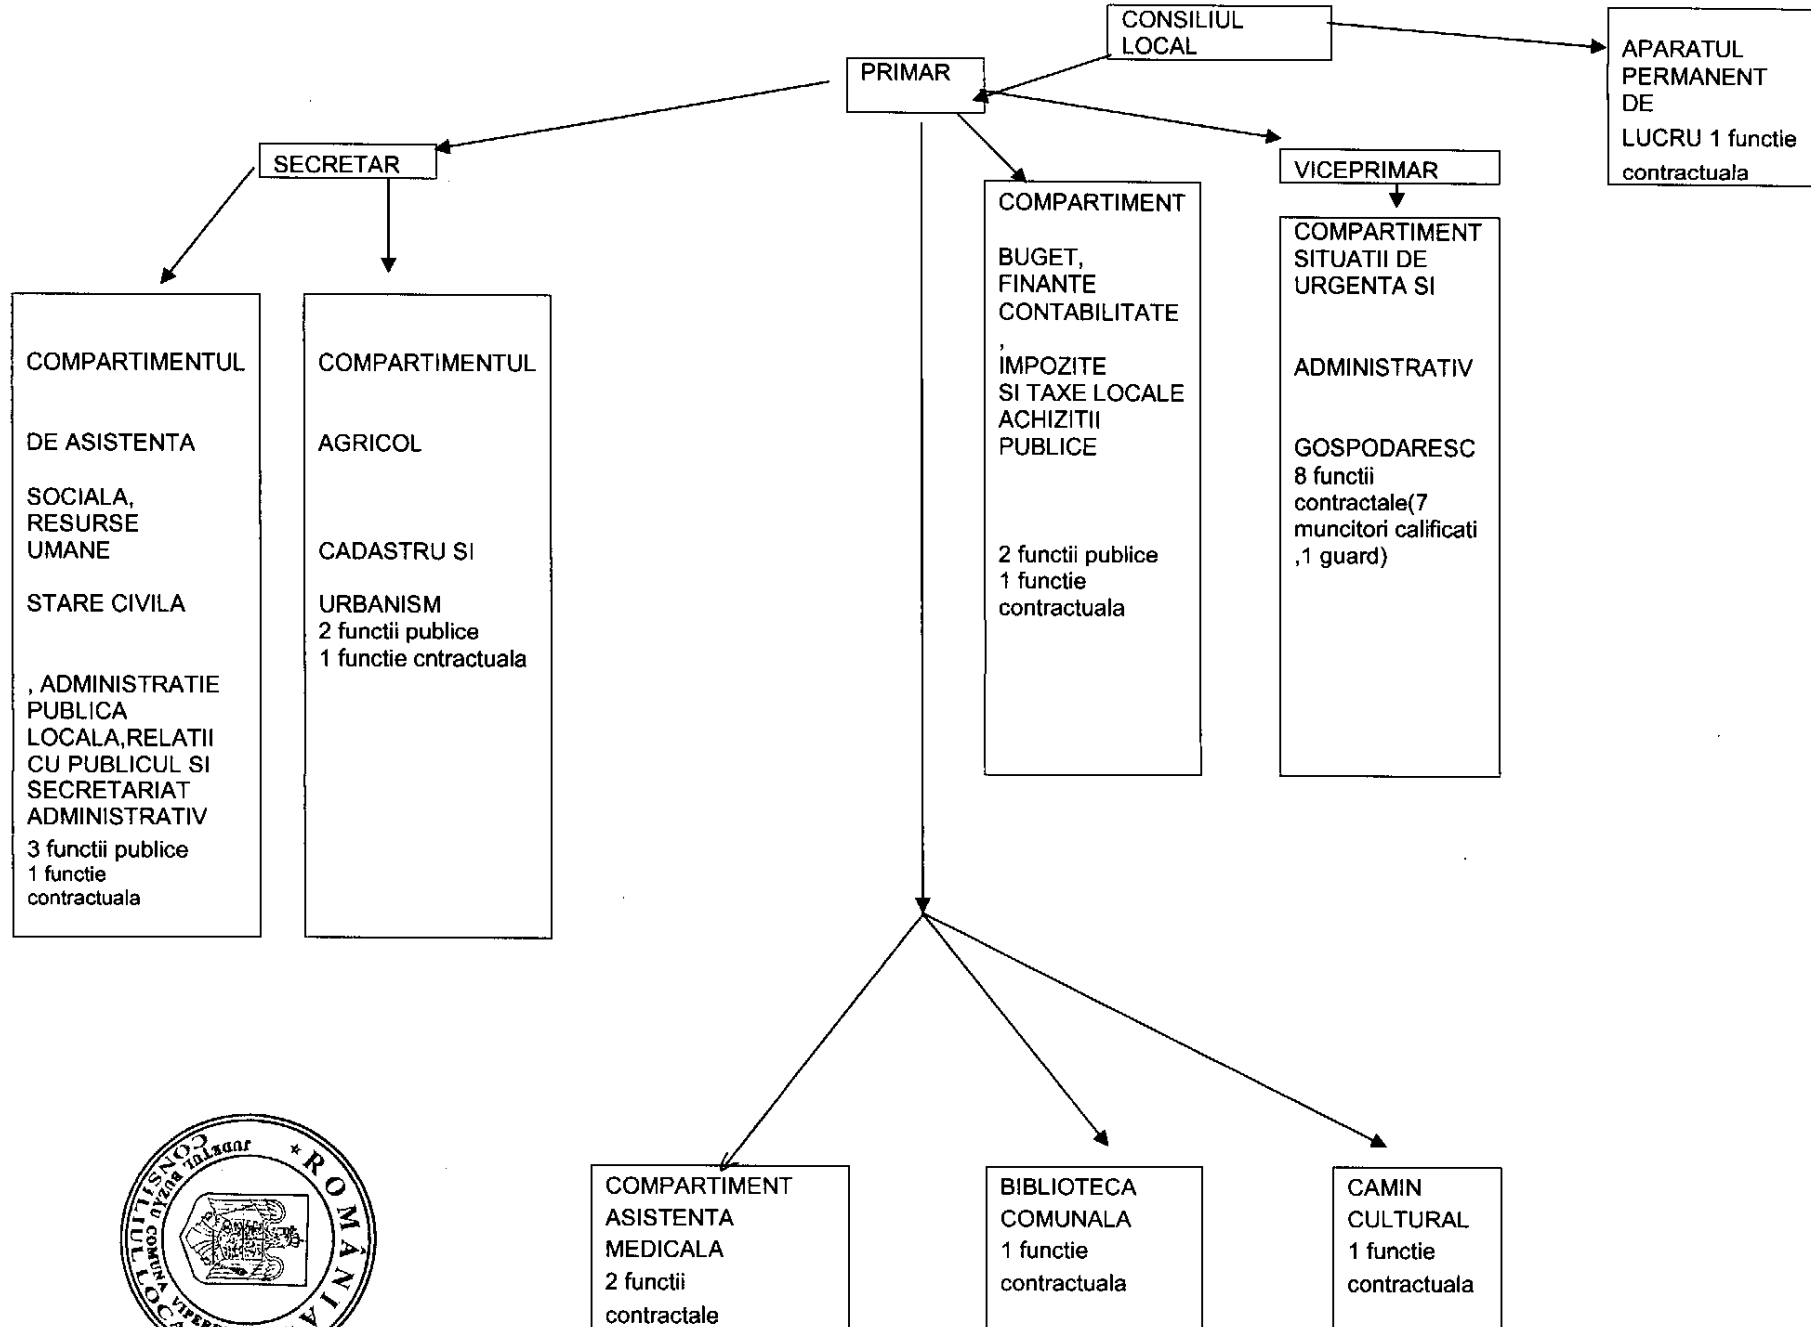 CONSILIUL
LOCAL
PRIMAR
APARATUL
PERMANENT
DE
LUCRU 1 functie
contractuala
SECRETAR
VICEPRIMAR
COMPARTIMENTUL
DE ASISTENTA
SOCIALA,
RESURSE
UMANE
STARE CIVILA
, ADMINISTRATIE
PUBLICA
LOCALA,RELATII
CU PUBLICUL SI
SECRETARIAT
ADMINISTRATIV
3 functii publice
1 functie
contractuala
COMPARTIMENTUL
AGRICOL
CADASTRU SI
URBANISM
2 functii publice
1 functie cntractuala
COMPARTIMENT
BUGET,
FINANTE
CONTABILITATE
,
IMPOZITE
SI TAXE LOCALE
ACHIZITII
PUBLICE
2 functii publice
1 functie
contractuala
COMPARTIMENT
SITUATII DE
URGENTA SI
ADMINISTRATIV
GOSPODARESC
8 functii
contractale(7
muncitori calificati
,1 guard)
COMPARTIMENT
ASISTENTA
MEDICALA
2 functii
contractale
BIBLIOTECA
COMUNALA
1 functie
contractuala
CAMIN
CULTURAL
1 functie
contractuala
* ROMÂNIA
JUDEȚUL BUZĂU COMUNA
CONSILIUL